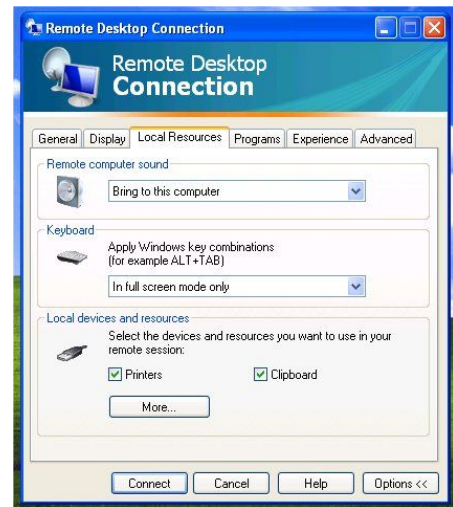 Remote Desktop Connection
Remote Desktop
Connection
General Display Local Resources Programs Experience Advanced
Remote computer sound
Bring to this computer
Keyboard
Apply Windows key combinations
(for example ALT+TAB)
In full screen mode only
Local devices and resources
Select the devices and resources you want to use in your
remote session:
Printers Clipboard
More...
Connect Cancel Help Options <<